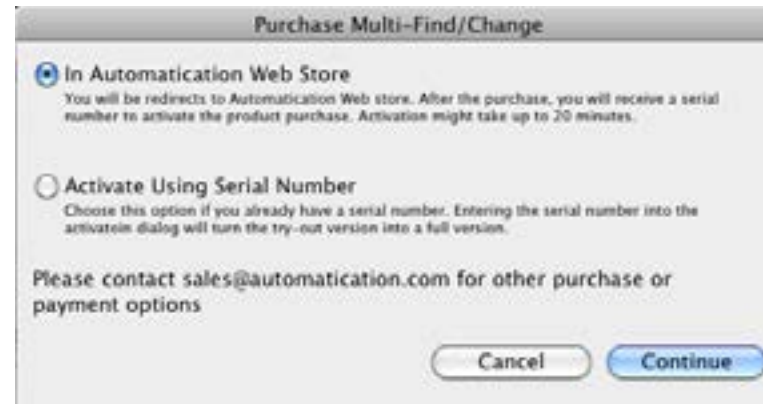 Purchase Multi-Find/Change
In Automatication Web Store
You will be redirects to Automatication Web store. After the purchase, you will receive a serial
number to activate the product purchase. Activation might take up to 20 minutes.
Activate Using Serial Number
Choose this option if you already have a serial number. Entering the serial number into the
activatoin dialog will turn the try-out version into a full version.
Please contact sales@automatication.com for other purchase or
payment options
Cancel
Continue